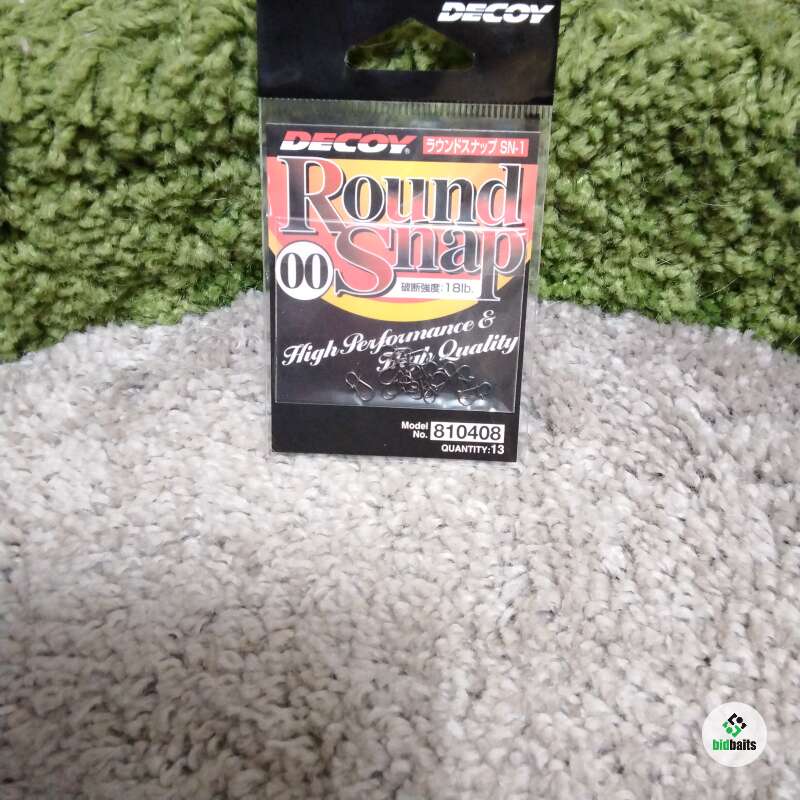 DECOY
DECOY® ラウンドスナップ SN-1
Round
Snap
00
破断強度:18lb.
High Performance &
High Quality
Model
No. 810408
QUANTITY:13
bidbaits